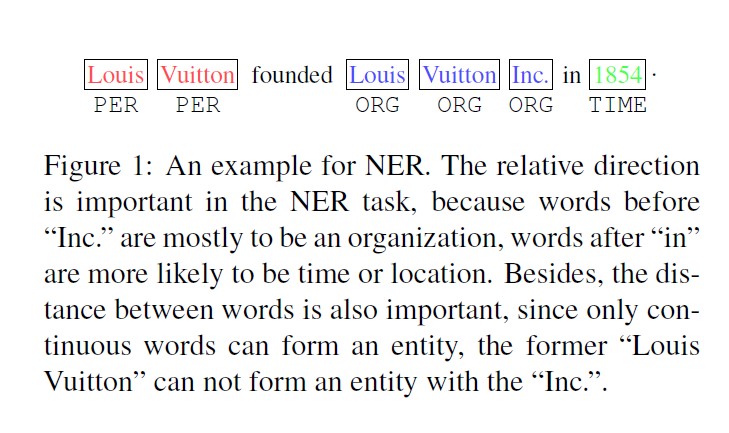 Louis Vuitton founded Louis Vuitton Inc. in 1854 .
PER PER ORG ORG ORG TIME
Figure 1: An example for NER. The relative direction
is important in the NER task, because words before
“Inc.” are mostly to be an organization, words after “in”
are more likely to be time or location. Besides, the dis-
tance between words is also important, since only con-
tinuous words can form an entity, the former “Louis
Vuitton” can not form an entity with the “Inc.”.